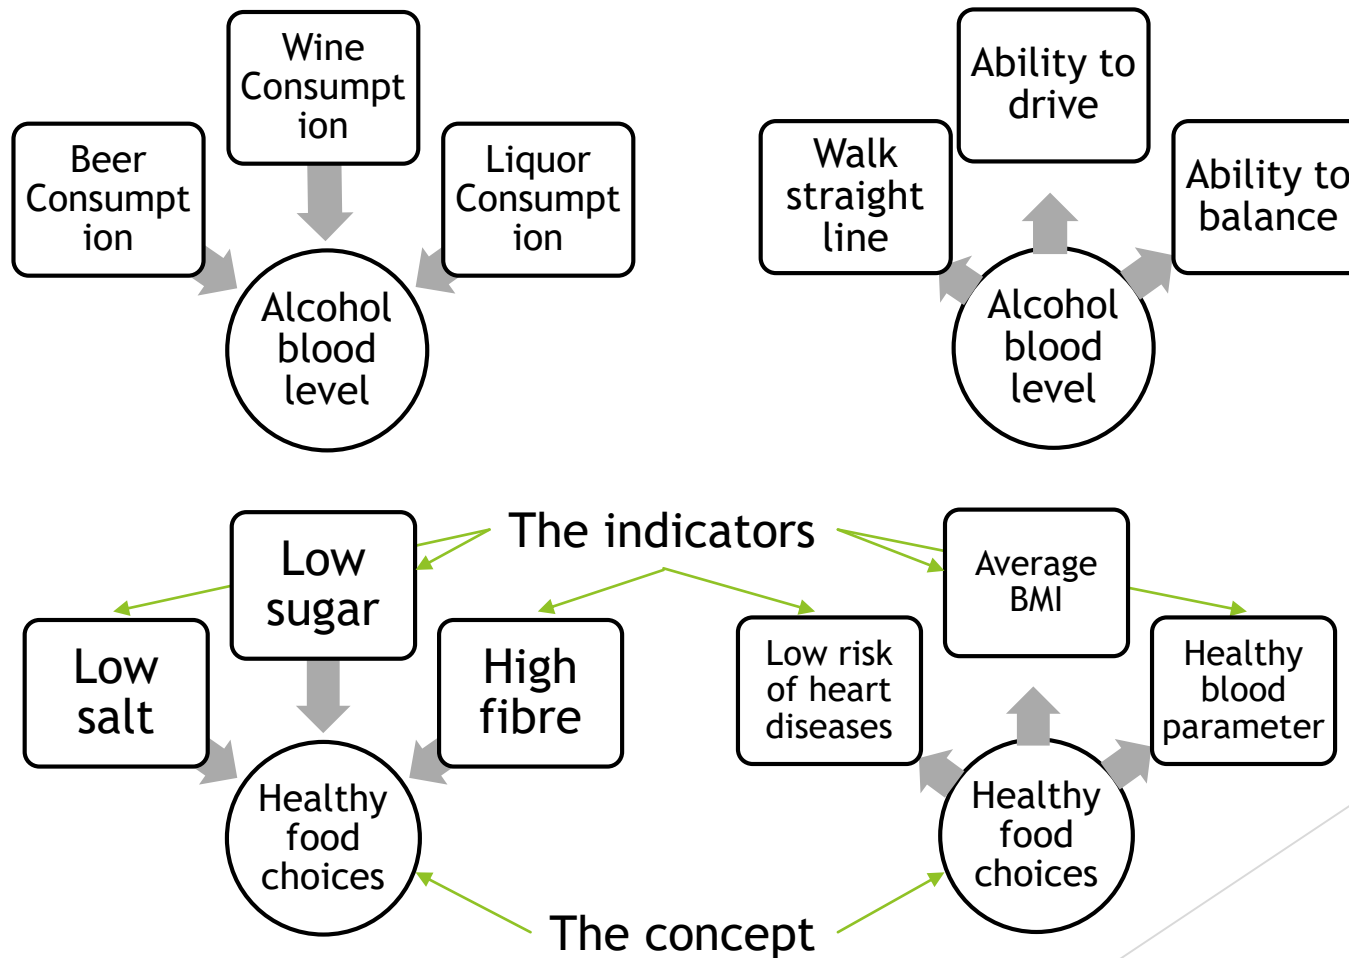 Wine
Consumpt
ion
Beer
Consumpt
ion
Liquor
Consumpt
ion
Alcohol
blood
level
Ability to
drive
Walk
straight
line
Ability to
balance
Alcohol
blood
level
The indicators
Low
sugar
Low
salt
High
fibre
Healthy
food
choices
Average
BMI
Low risk
of heart
diseases
Healthy
blood
parameter
Healthy
food
choices
The concept